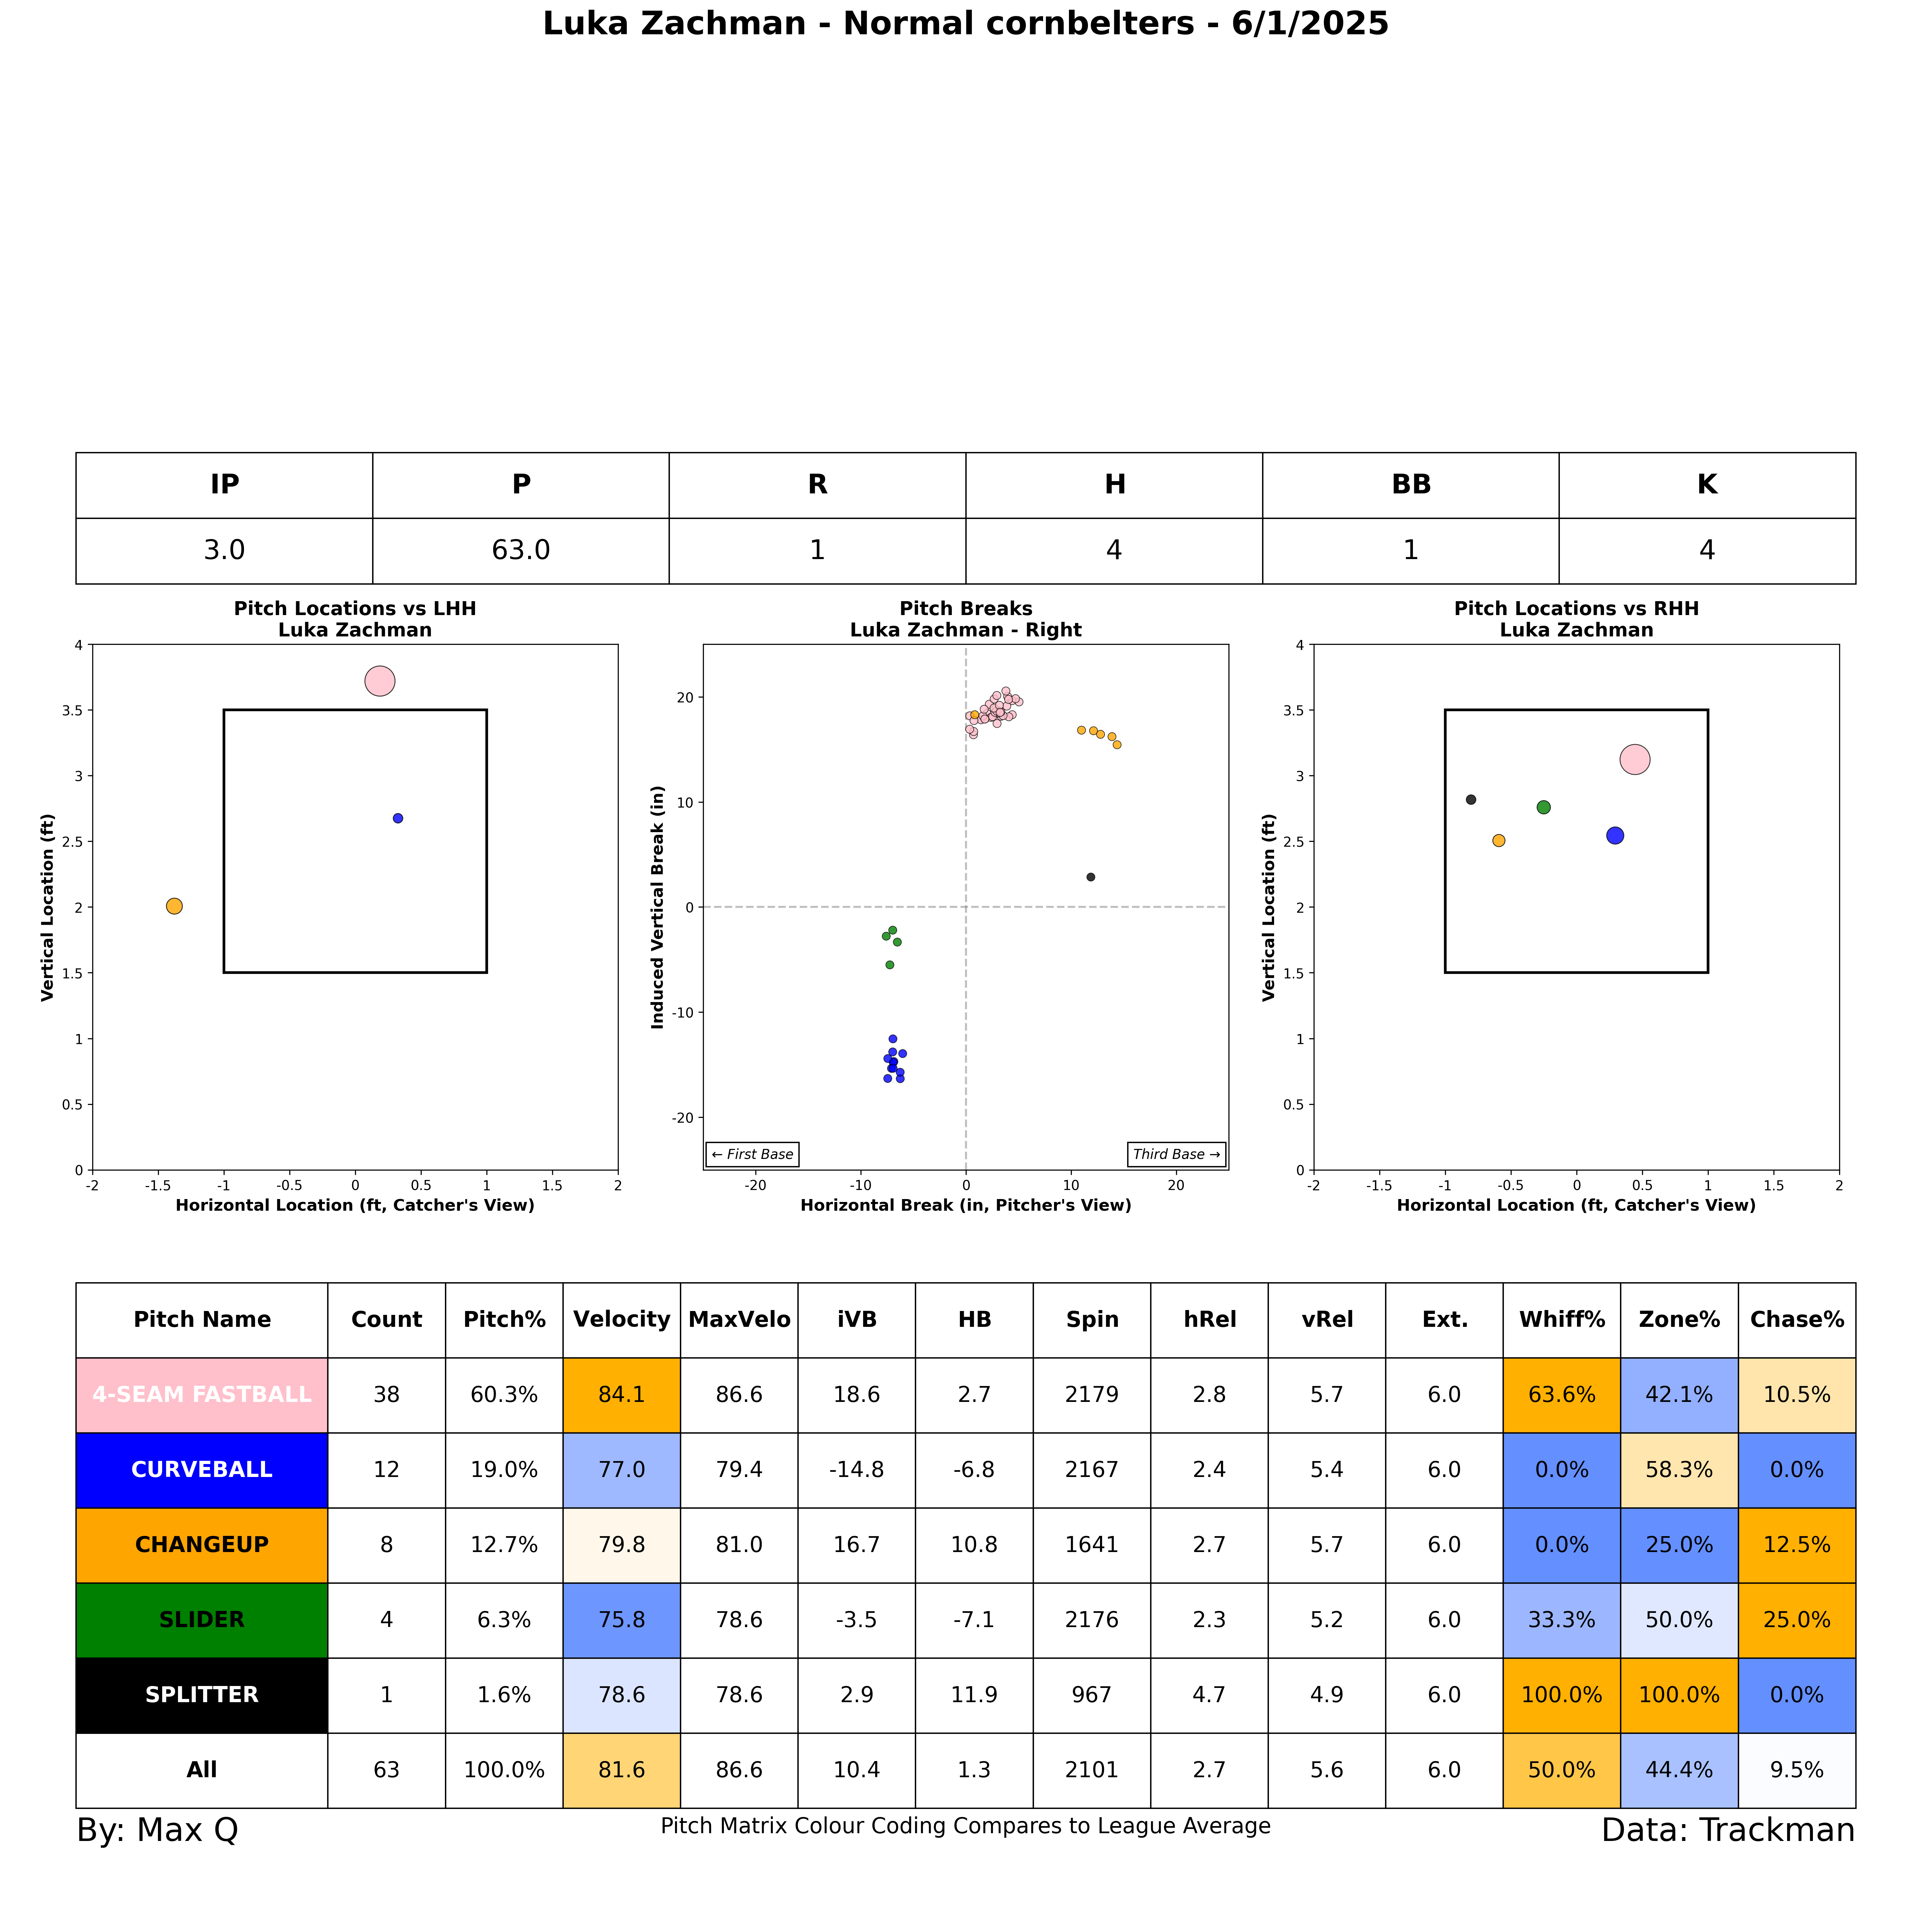 Luka Zachman - Normal cornbelters - 6/1/2025
IP P R H BB K
3.0 63.0 1 4 1 4
Pitch Locations vs LHH
Luka Zachman
4
3.5
3
2.5
2
1.5
1
0.5
0
-2 -1.5 -1 -0.5 0 0.5 1 1.5 2
Vertical Location (ft)
Horizontal Location (ft, Catcher's View)
Pitch Breaks
Luka Zachman - Right
20
10
0
-10
-20
-20 -10 0 10 20
Induced Vertical Break (in)
← First Base
Third Base →
Horizontal Break (in, Pitcher's View)
Pitch Locations vs RHH
Luka Zachman
4
3.5
3
2.5
2
1.5
1
0.5
0
-2 -1.5 -1 -0.5 0 0.5 1 1.5 2
Vertical Location (ft)
Horizontal Location (ft, Catcher's View)
Pitch Name Count Pitch% Velocity MaxVelo iVB HB Spin hRel vRel Ext. Whiff% Zone% Chase%
4-SEAM FASTBALL 38 60.3% 84.1 86.6 18.6 2.7 2179 2.8 5.7 6.0 63.6% 42.1% 10.5%
CURVEBALL 12 19.0% 77.0 79.4 -14.8 -6.8 2167 2.4 5.4 6.0 0.0% 58.3% 0.0%
CHANGEUP 8 12.7% 79.8 81.0 16.7 10.8 1641 2.7 5.7 6.0 0.0% 25.0% 12.5%
SLIDER 4 6.3% 75.8 78.6 -3.5 -7.1 2176 2.3 5.2 6.0 33.3% 50.0% 25.0%
SPLITTER 1 1.6% 78.6 78.6 2.9 11.9 967 4.7 4.9 6.0 100.0% 100.0% 0.0%
All 63 100.0% 81.6 86.6 10.4 1.3 2101 2.7 5.6 6.0 50.0% 44.4% 9.5%
By: Max Q
Pitch Matrix Colour Coding Compares to League Average
Data: Trackman